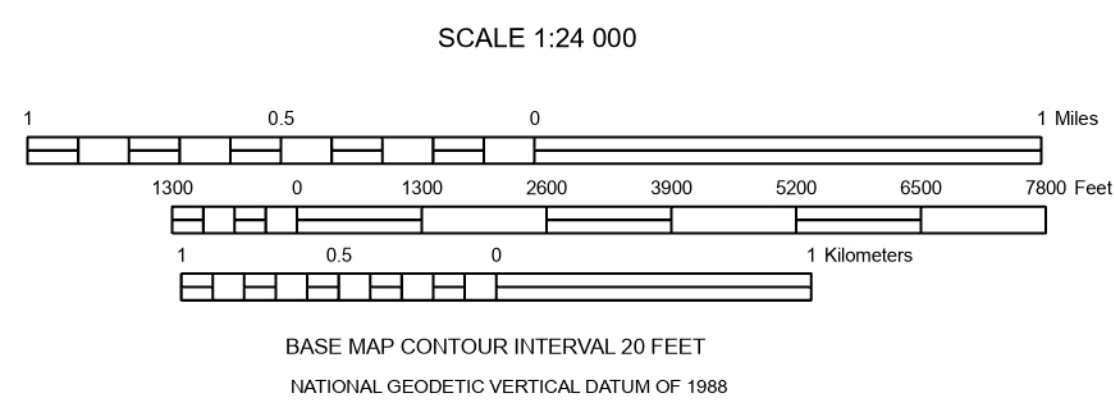 SCALE 1:24 000
1 0.5 0 1 Miles
1300 0 1300 2600 3900 5200 6500 7800 Feet
1 0.5 0 1 Kilometers
BASE MAP CONTOUR INTERVAL 20 FEET
NATIONAL GEODETIC VERTICAL DATUM OF 1988